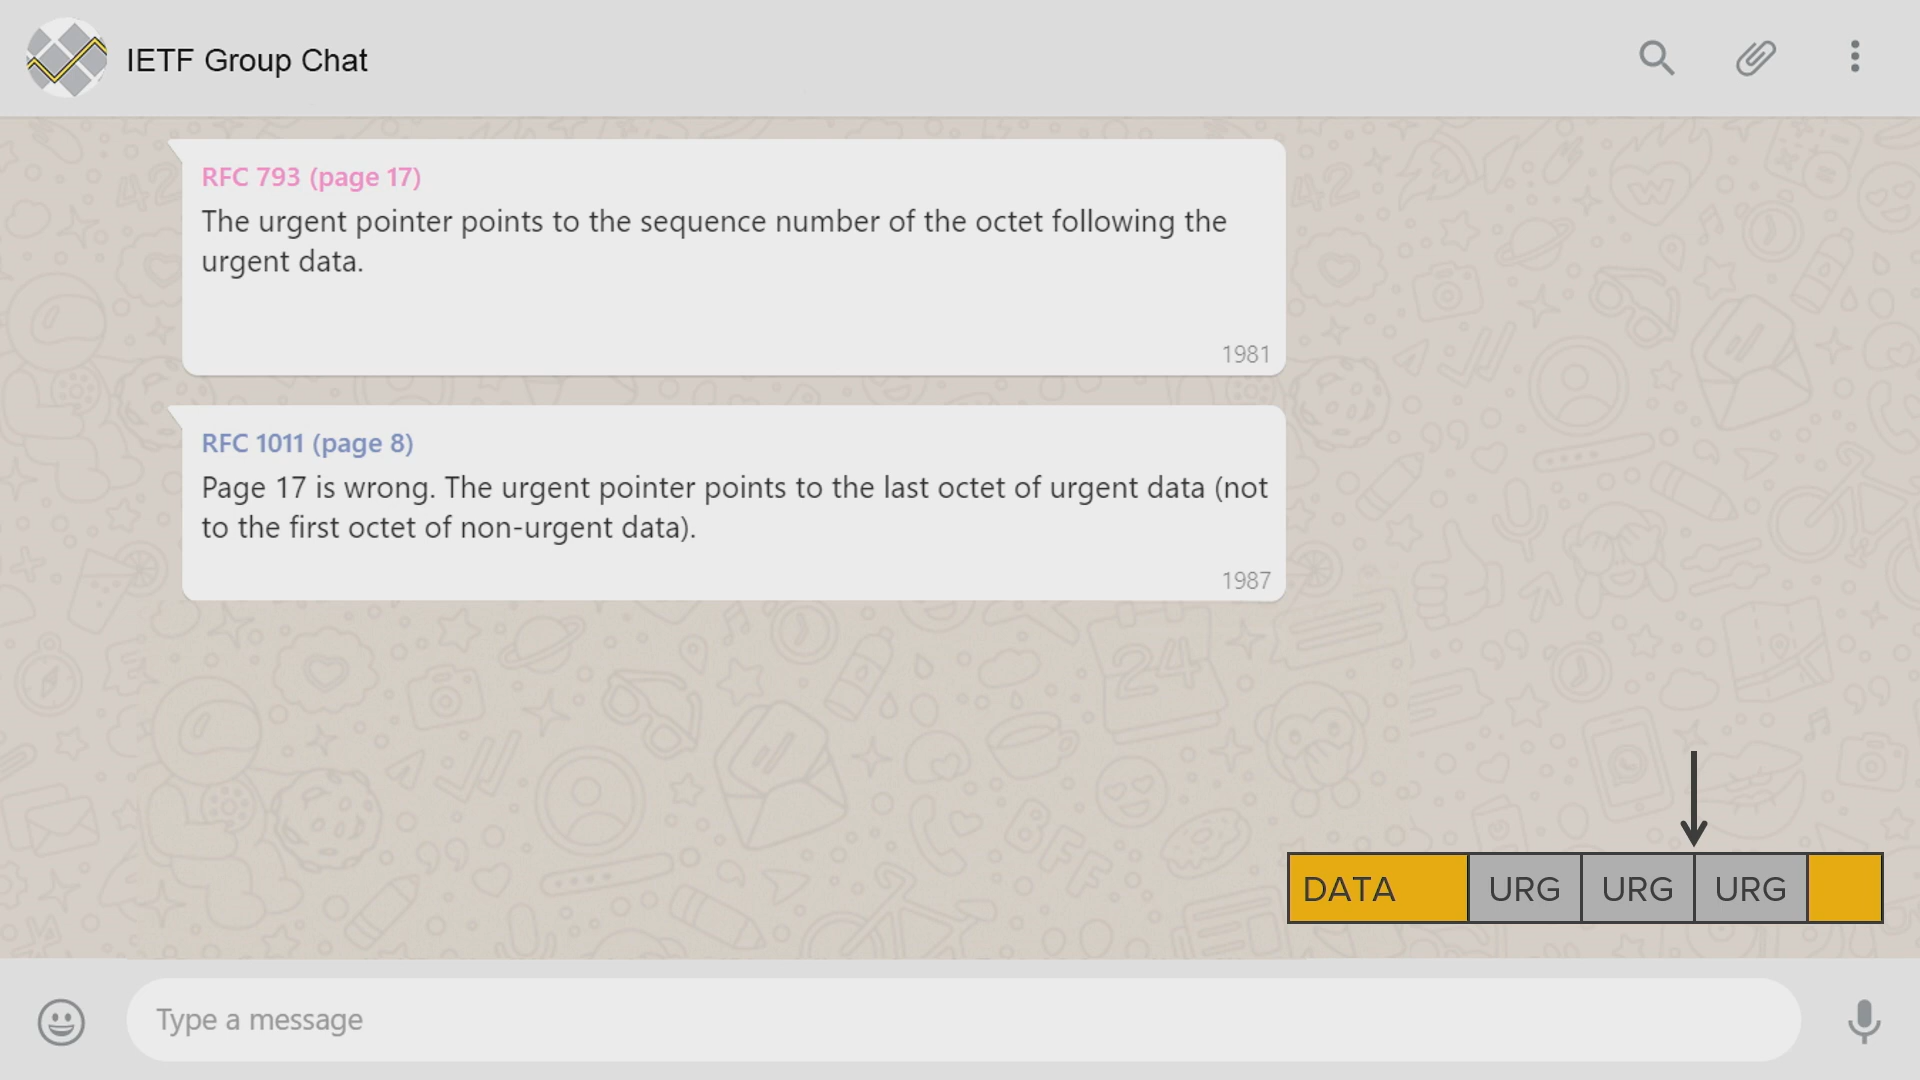 IETF Group Chat
RFC 793 (page 17)
The urgent pointer points to the sequence number of the octet following the
urgent data.
1981
RFC 1011 (page 8)
Page 17 is wrong. The urgent pointer points to the last octet of urgent data (not
to the first octet of non-urgent data).
1987
DATA URG URG URG
Type a message